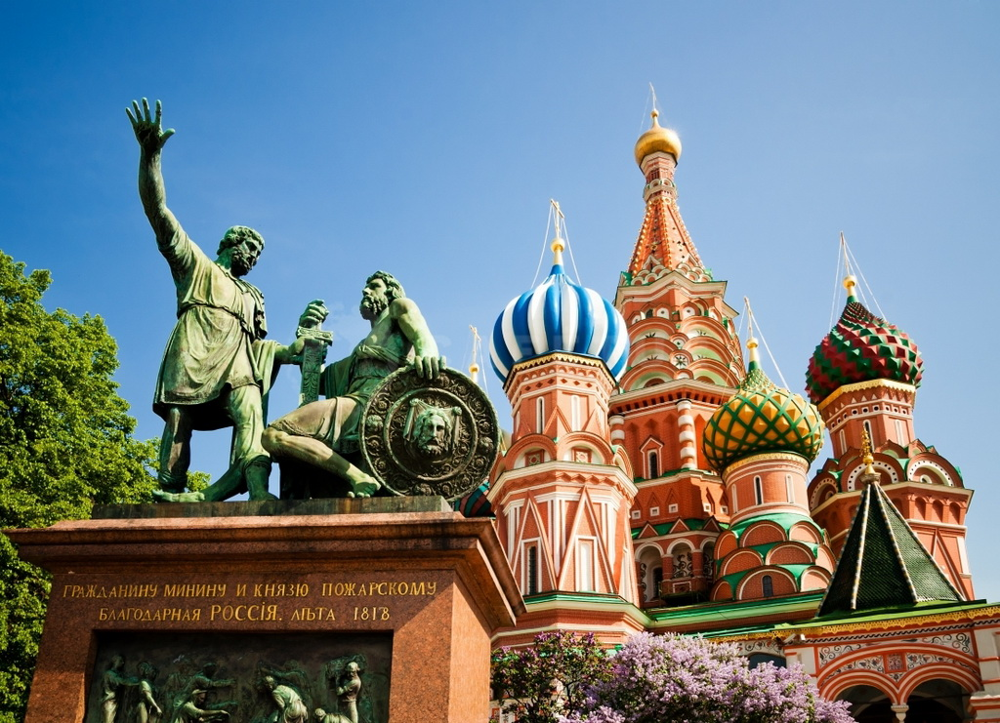 ГРАЖДАНИНУ МИНИНУ И КНЯЗЮ ПОЖАРСКОМУ
БЛАГОДАРНАЯ РОССІЯ. ЛѢТА 1818